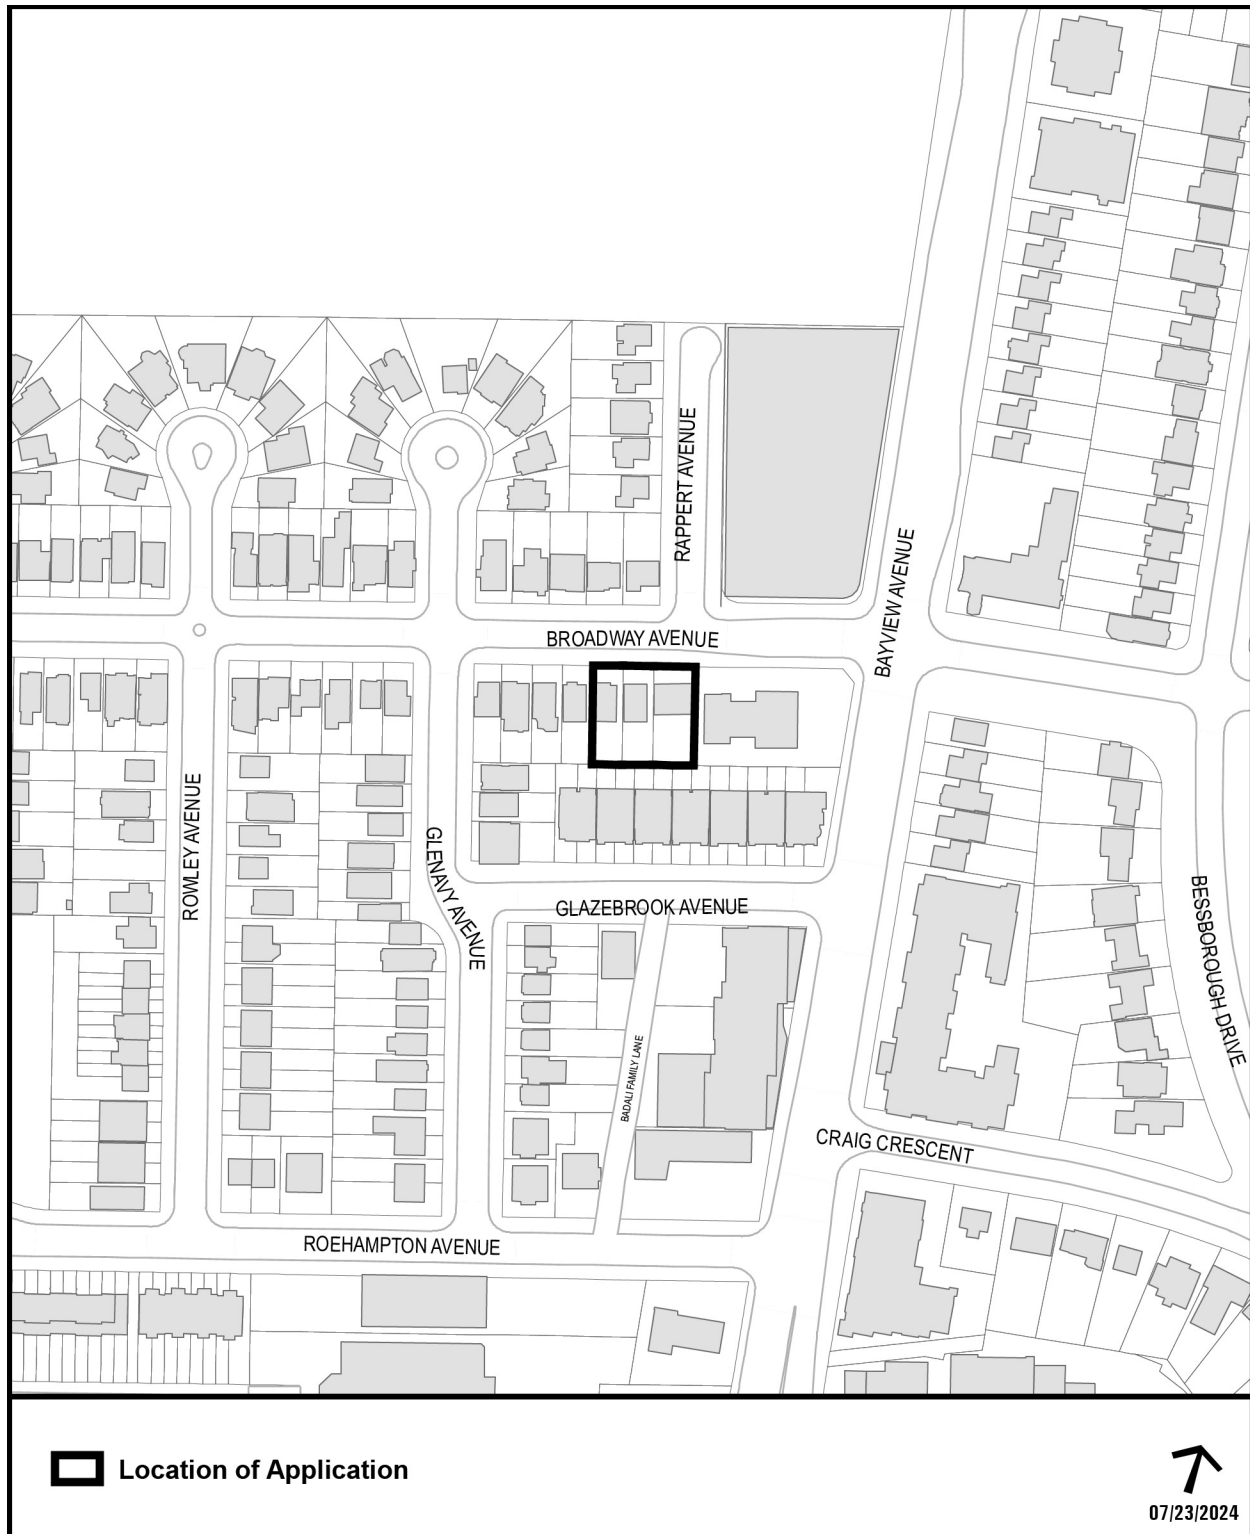 RAPPERT AVENUE
BAYVIEW AVENUE
BROADWAY AVENUE
ROWLEY AVENUE
GLENAVY AVENUE
GLAZEBROOK AVENUE
BESSBOROUGH DRIVE
BADALI FAMILY LANE
CRAIG CRESCENT
ROEHAMPTON AVENUE
Location of Application
07/23/2024